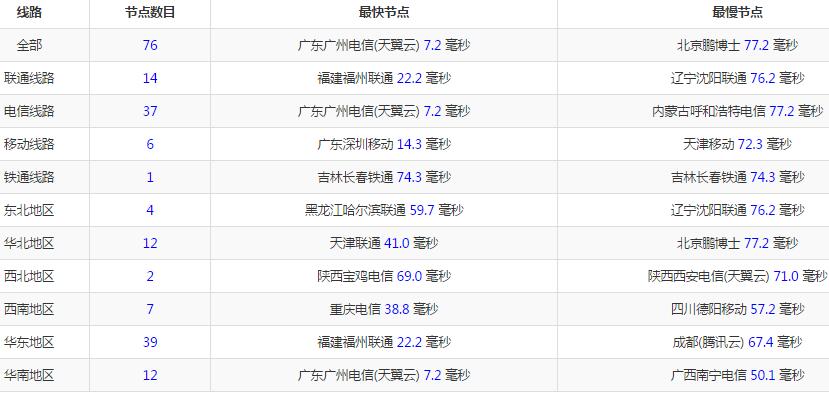 线路 节点数目 最快节点 最慢节点
全部 76 广东广州电信(天翼云) 7.2 毫秒 北京鹏博士 77.2 毫秒
联通线路 14 福建福州联通 22.2 毫秒 辽宁沈阳联通 76.2 毫秒
电信线路 37 广东广州电信(天翼云) 7.2 毫秒 内蒙古呼和浩特电信 77.2 毫秒
移动线路 6 广东深圳移动 14.3 毫秒 天津移动 72.3 毫秒
铁通线路 1 吉林长春铁通 74.3 毫秒 吉林长春铁通 74.3 毫秒
东北地区 4 黑龙江哈尔滨联通 59.7 毫秒 辽宁沈阳联通 76.2 毫秒
华北地区 12 天津联通 41.0 毫秒 北京鹏博士 77.2 毫秒
西北地区 2 陕西宝鸡电信 69.0 毫秒 陕西西安电信(天翼云) 71.0 毫秒
西南地区 7 重庆电信 38.8 毫秒 四川德阳移动 57.2 毫秒
华东地区 39 福建福州联通 22.2 毫秒 成都(腾讯云) 67.4 毫秒
华南地区 12 广东广州电信(天翼云) 7.2 毫秒 广西南宁电信 50.1 毫秒